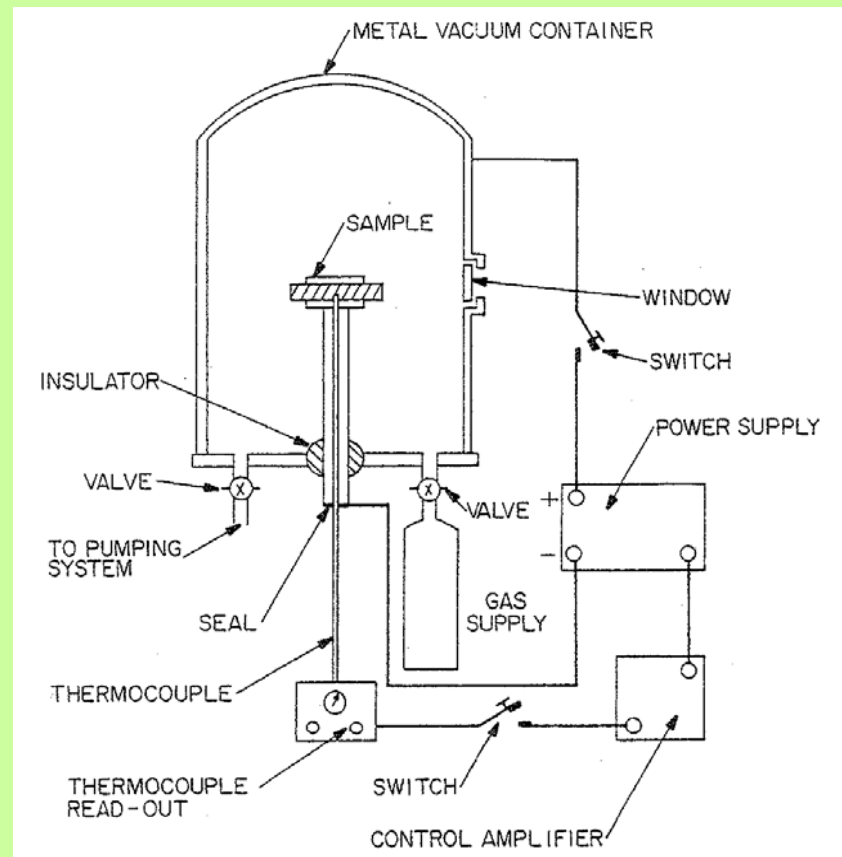 METAL VACUUM CONTAINER
SAMPLE
WINDOW
INSULATOR
SWITCH
POWER SUPPLY
VALVE
VALVE
+
TO PUMPING
SYSTEM
−
GAS
SUPPLY
SEAL
THERMOCOUPLE
THERMOCOUPLE
READ-OUT
SWITCH
CONTROL AMPLIFIER